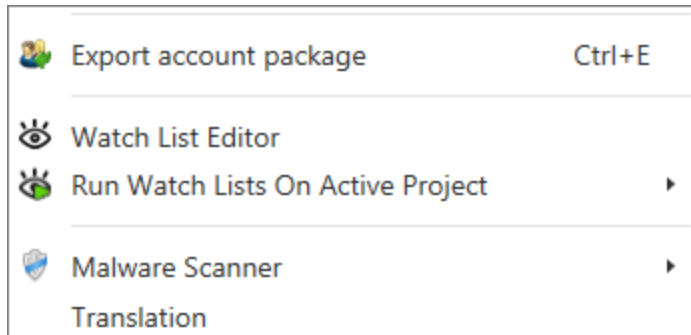 Export account package Ctrl+E
Watch List Editor
Run Watch Lists On Active Project
Malware Scanner
Translation